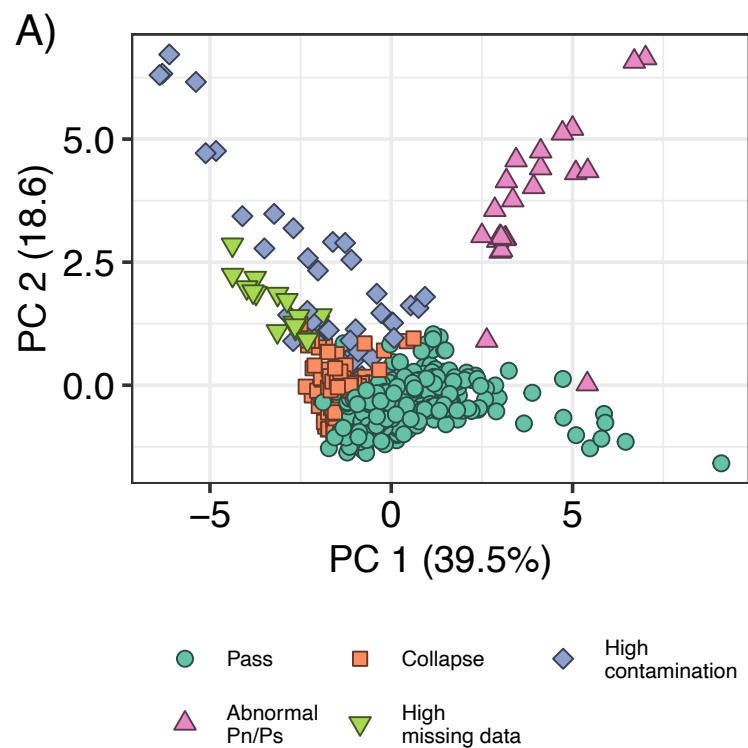 A)
PC 2 (18.6)
5.0
2.5
0.0
−5
0
5
PC 1 (39.5%)
Pass
Collapse
High
contamination
Abnormal
Pn/Ps
High
missing data